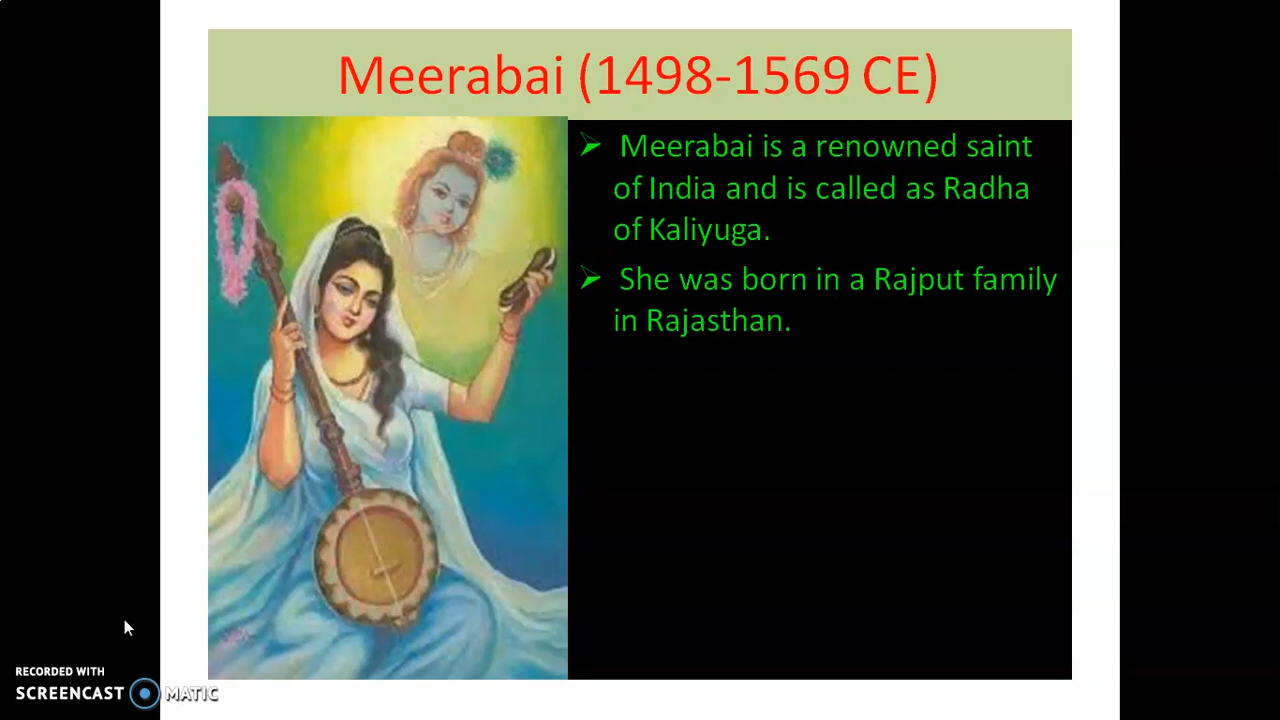 Meerabai (1498-1569 CE)
➢ Meerabai is a renowned saint
of India and is called as Radha
of Kaliyuga.
➢ She was born in a Rajput family
in Rajasthan.
RECORDED WITH
SCREENCAST MATIC